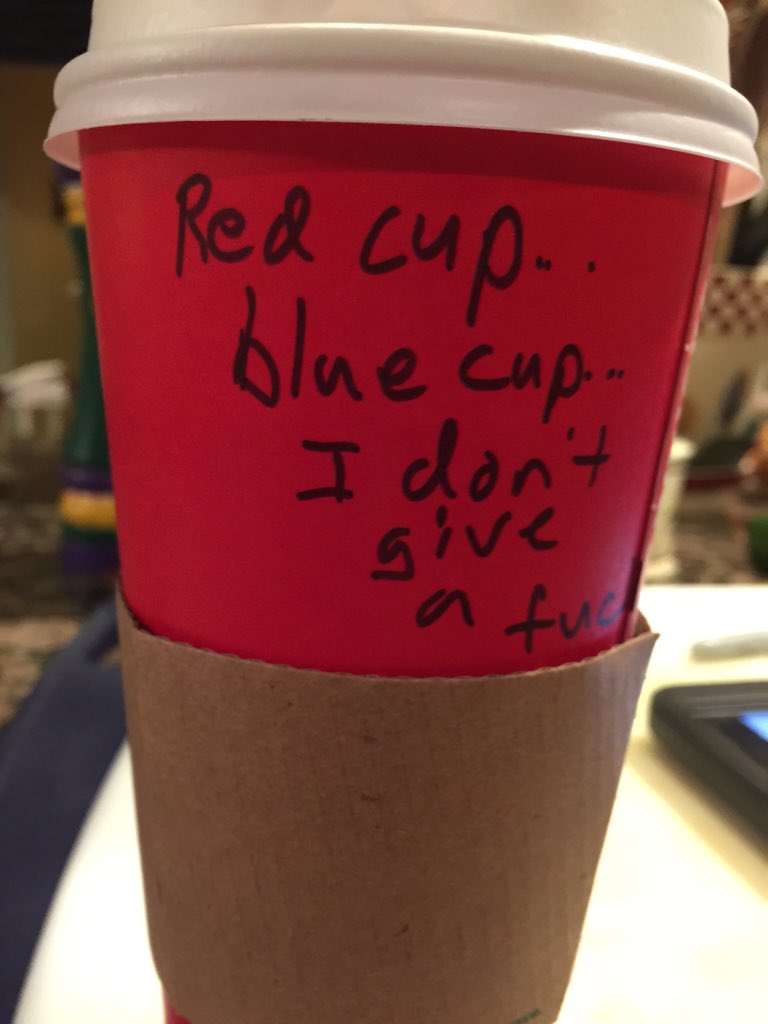 Red cup...
blue cup...
I don't
give
a fuc